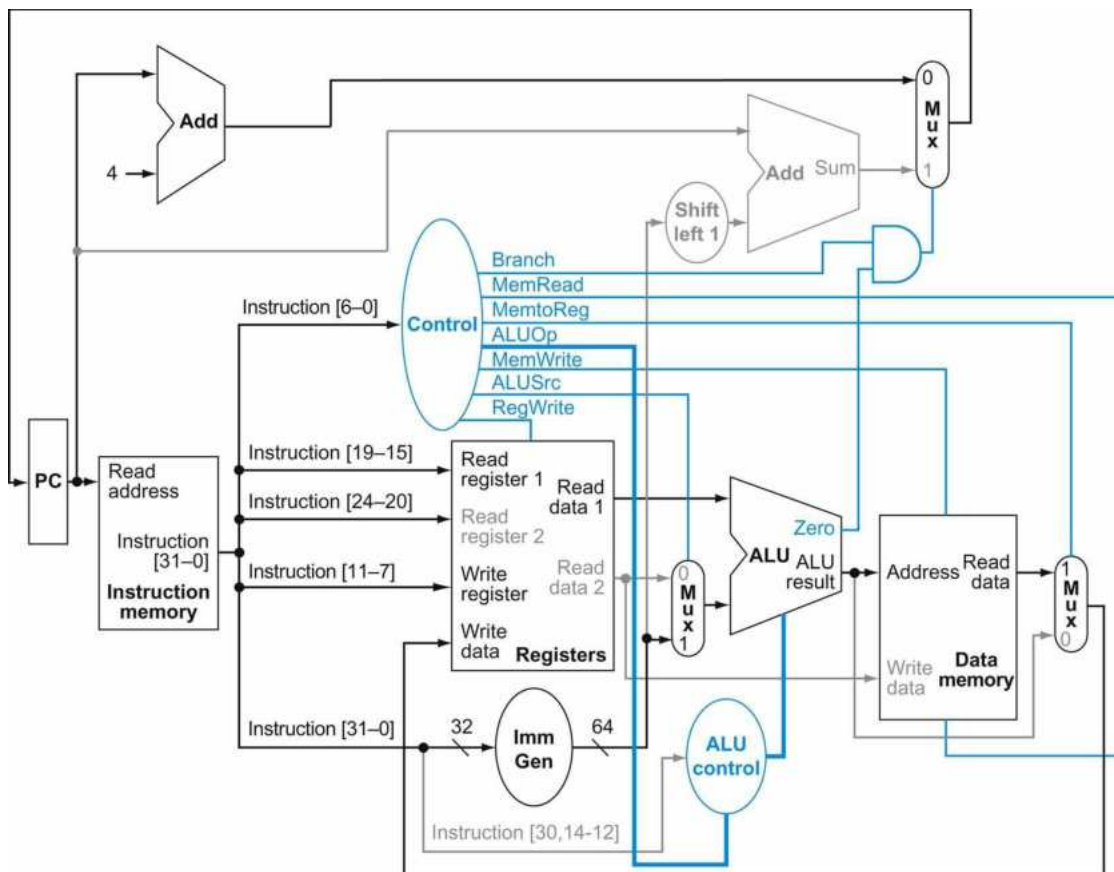 Add
4
0
Mux
1
Add
Sum
Shift
left 1
Branch
MemRead
MemtoReg
ALUOp
MemWrite
ALUSrc
RegWrite
Control
Instruction [6–0]
PC
Read
address
Instruction
[31–0]
Instruction
memory
Instruction [19–15]
Instruction [24–20]
Instruction [11–7]
Read
register 1
Read
register 2
Write
register
Write
data
Read
data 1
Read
data 2
Registers
0
Mux
1
Zero
ALU
ALU
result
Address
Read
data
Write
data
Data
memory
1
Mux
0
Instruction [31–0]
32
Imm
Gen
64
ALU
control
Instruction [30,14-12]